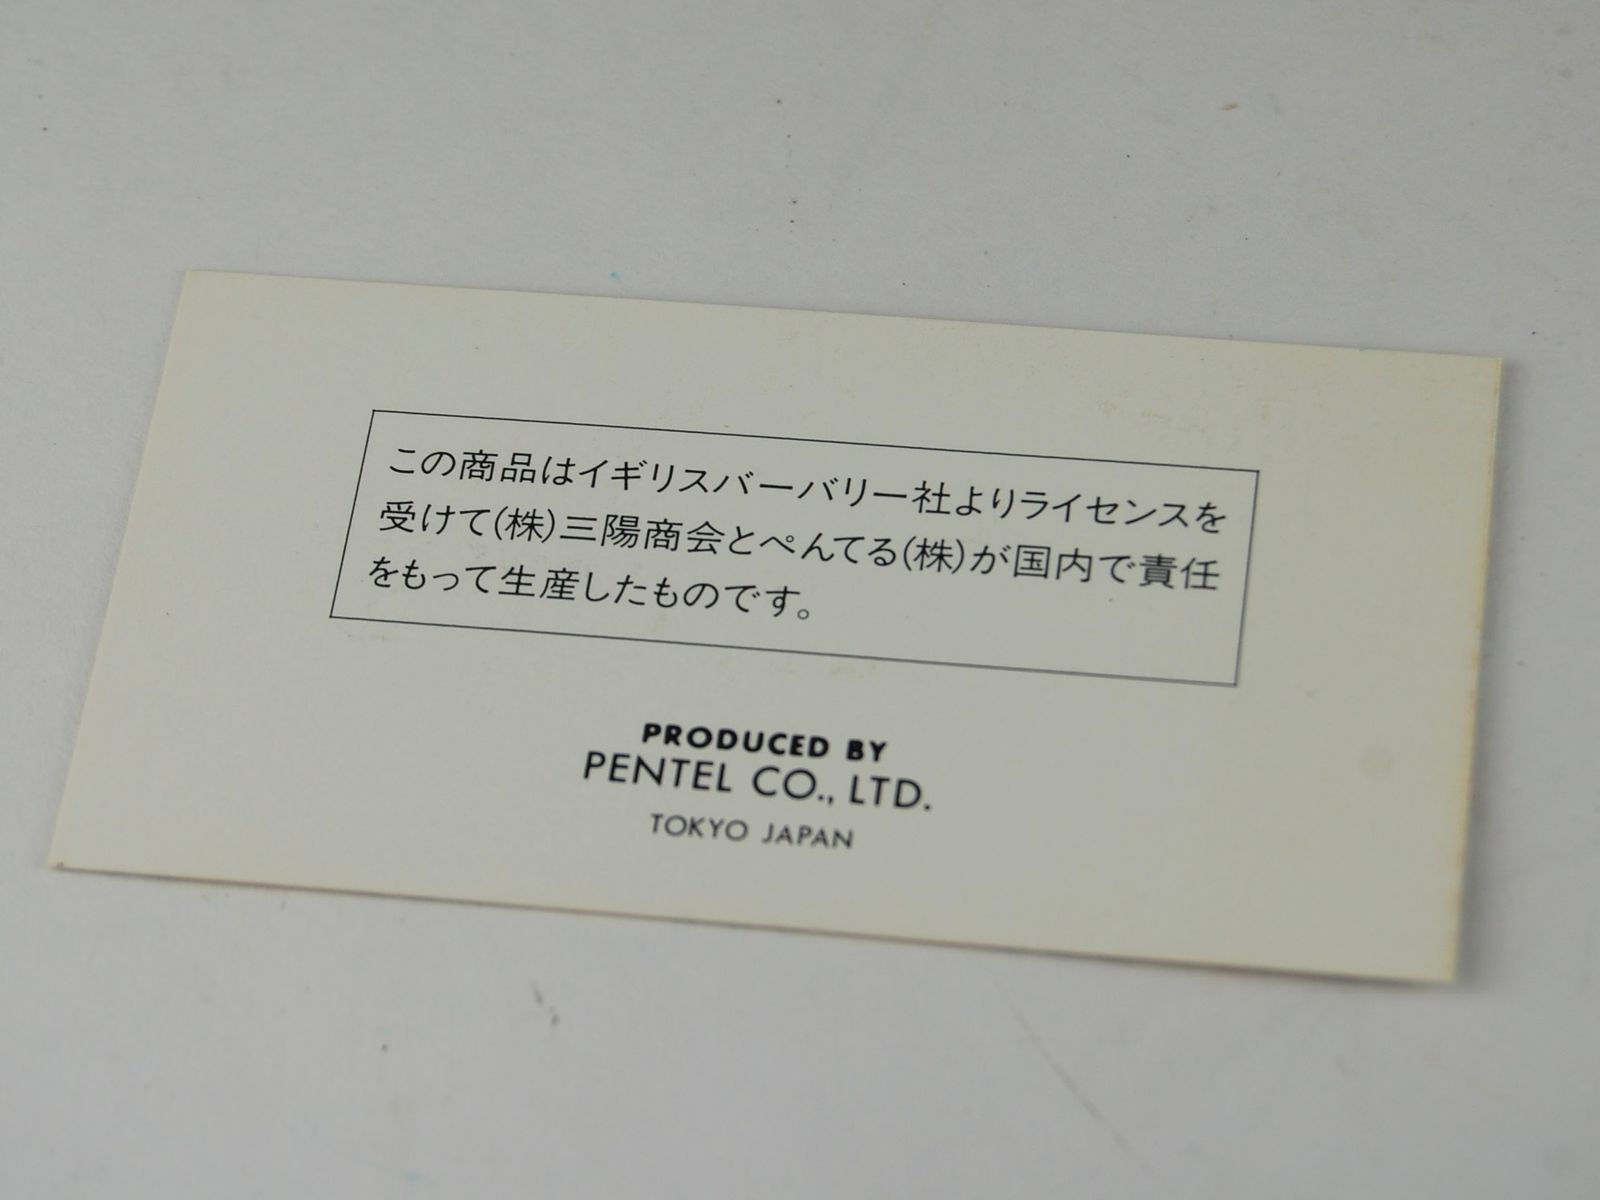 この商品はイギリスバーバリー社よりライセンスを
受けて(株)三陽商会とぺんてる(株)が国内で責任
をもって生産したものです。
PRODUCED BY
PENTEL CO., LTD.
TOKYO JAPAN